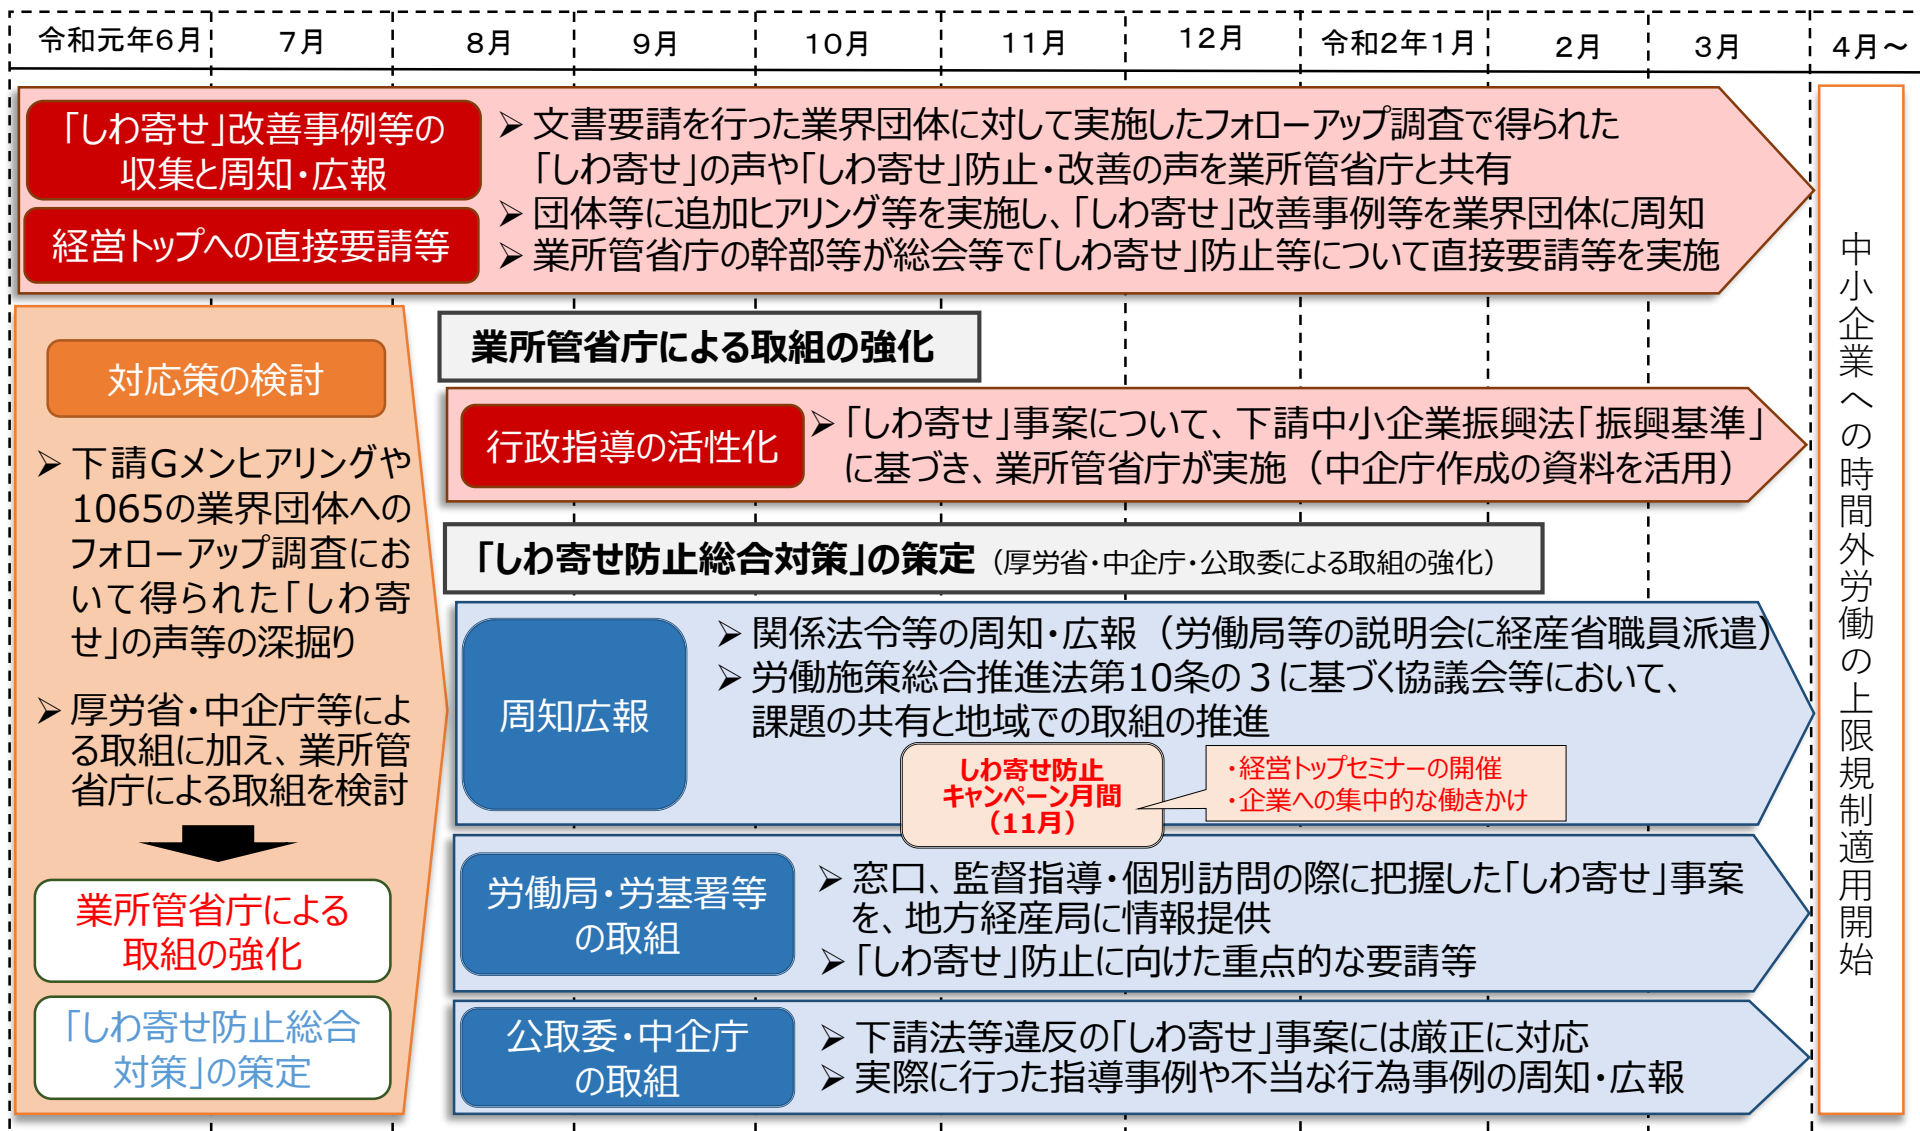 令和元年6月
7月
8月
9月
10月
11月
12月
令和2年1月
2月
3月
4月～
「しわ寄せ」改善事例等の
収集と周知・広報
経営トップへの直接要請等
➢ 文書要請を行った業界団体に対して実施したフォローアップ調査で得られた
「しわ寄せ」の声や「しわ寄せ」防止・改善の声を業所管省庁と共有
➢ 団体等に追加ヒアリング等を実施し、「しわ寄せ」改善事例等を業界団体に周知
➢ 業所管省庁の幹部等が総会等で「しわ寄せ」防止等について直接要請等を実施
対応策の検討
➢ 下請Gメンヒアリングや
1065の業界団体への
フォローアップ調査にお
いて得られた「しわ寄
せ」の声等の深掘り
➢ 厚労省・中企庁等によ
る取組に加え、業所管
省庁による取組を検討
業所管省庁による
取組の強化
「しわ寄せ防止総合
対策」の策定
業所管省庁による取組の強化
行政指導の活性化
➢ 「しわ寄せ」事案について、下請中小企業振興法「振興基準」
に基づき、業所管省庁が実施（中企庁作成の資料を活用）
「しわ寄せ防止総合対策」の策定（厚労省・中企庁・公取委による取組の強化）
周知広報
➢ 関係法令等の周知・広報（労働局等の説明会に経産省職員派遣）
➢ 労働施策総合推進法第10条の３に基づく協議会等において、
課題の共有と地域での取組の推進
しわ寄せ防止
キャンペーン月間
（11月）
・経営トップセミナーの開催
・企業への集中的な働きかけ
労働局・労基署等
の取組
➢ 窓口、監督指導・個別訪問の際に把握した「しわ寄せ」事案
を、地方経産局に情報提供
➢ 「しわ寄せ」防止に向けた重点的な要請等
公取委・中企庁
の取組
➢ 下請法等違反の「しわ寄せ」事案には厳正に対応
➢ 実際に行った指導事例や不当な行為事例の周知・広報
中小企業への時間外労働の上限規制適用開始